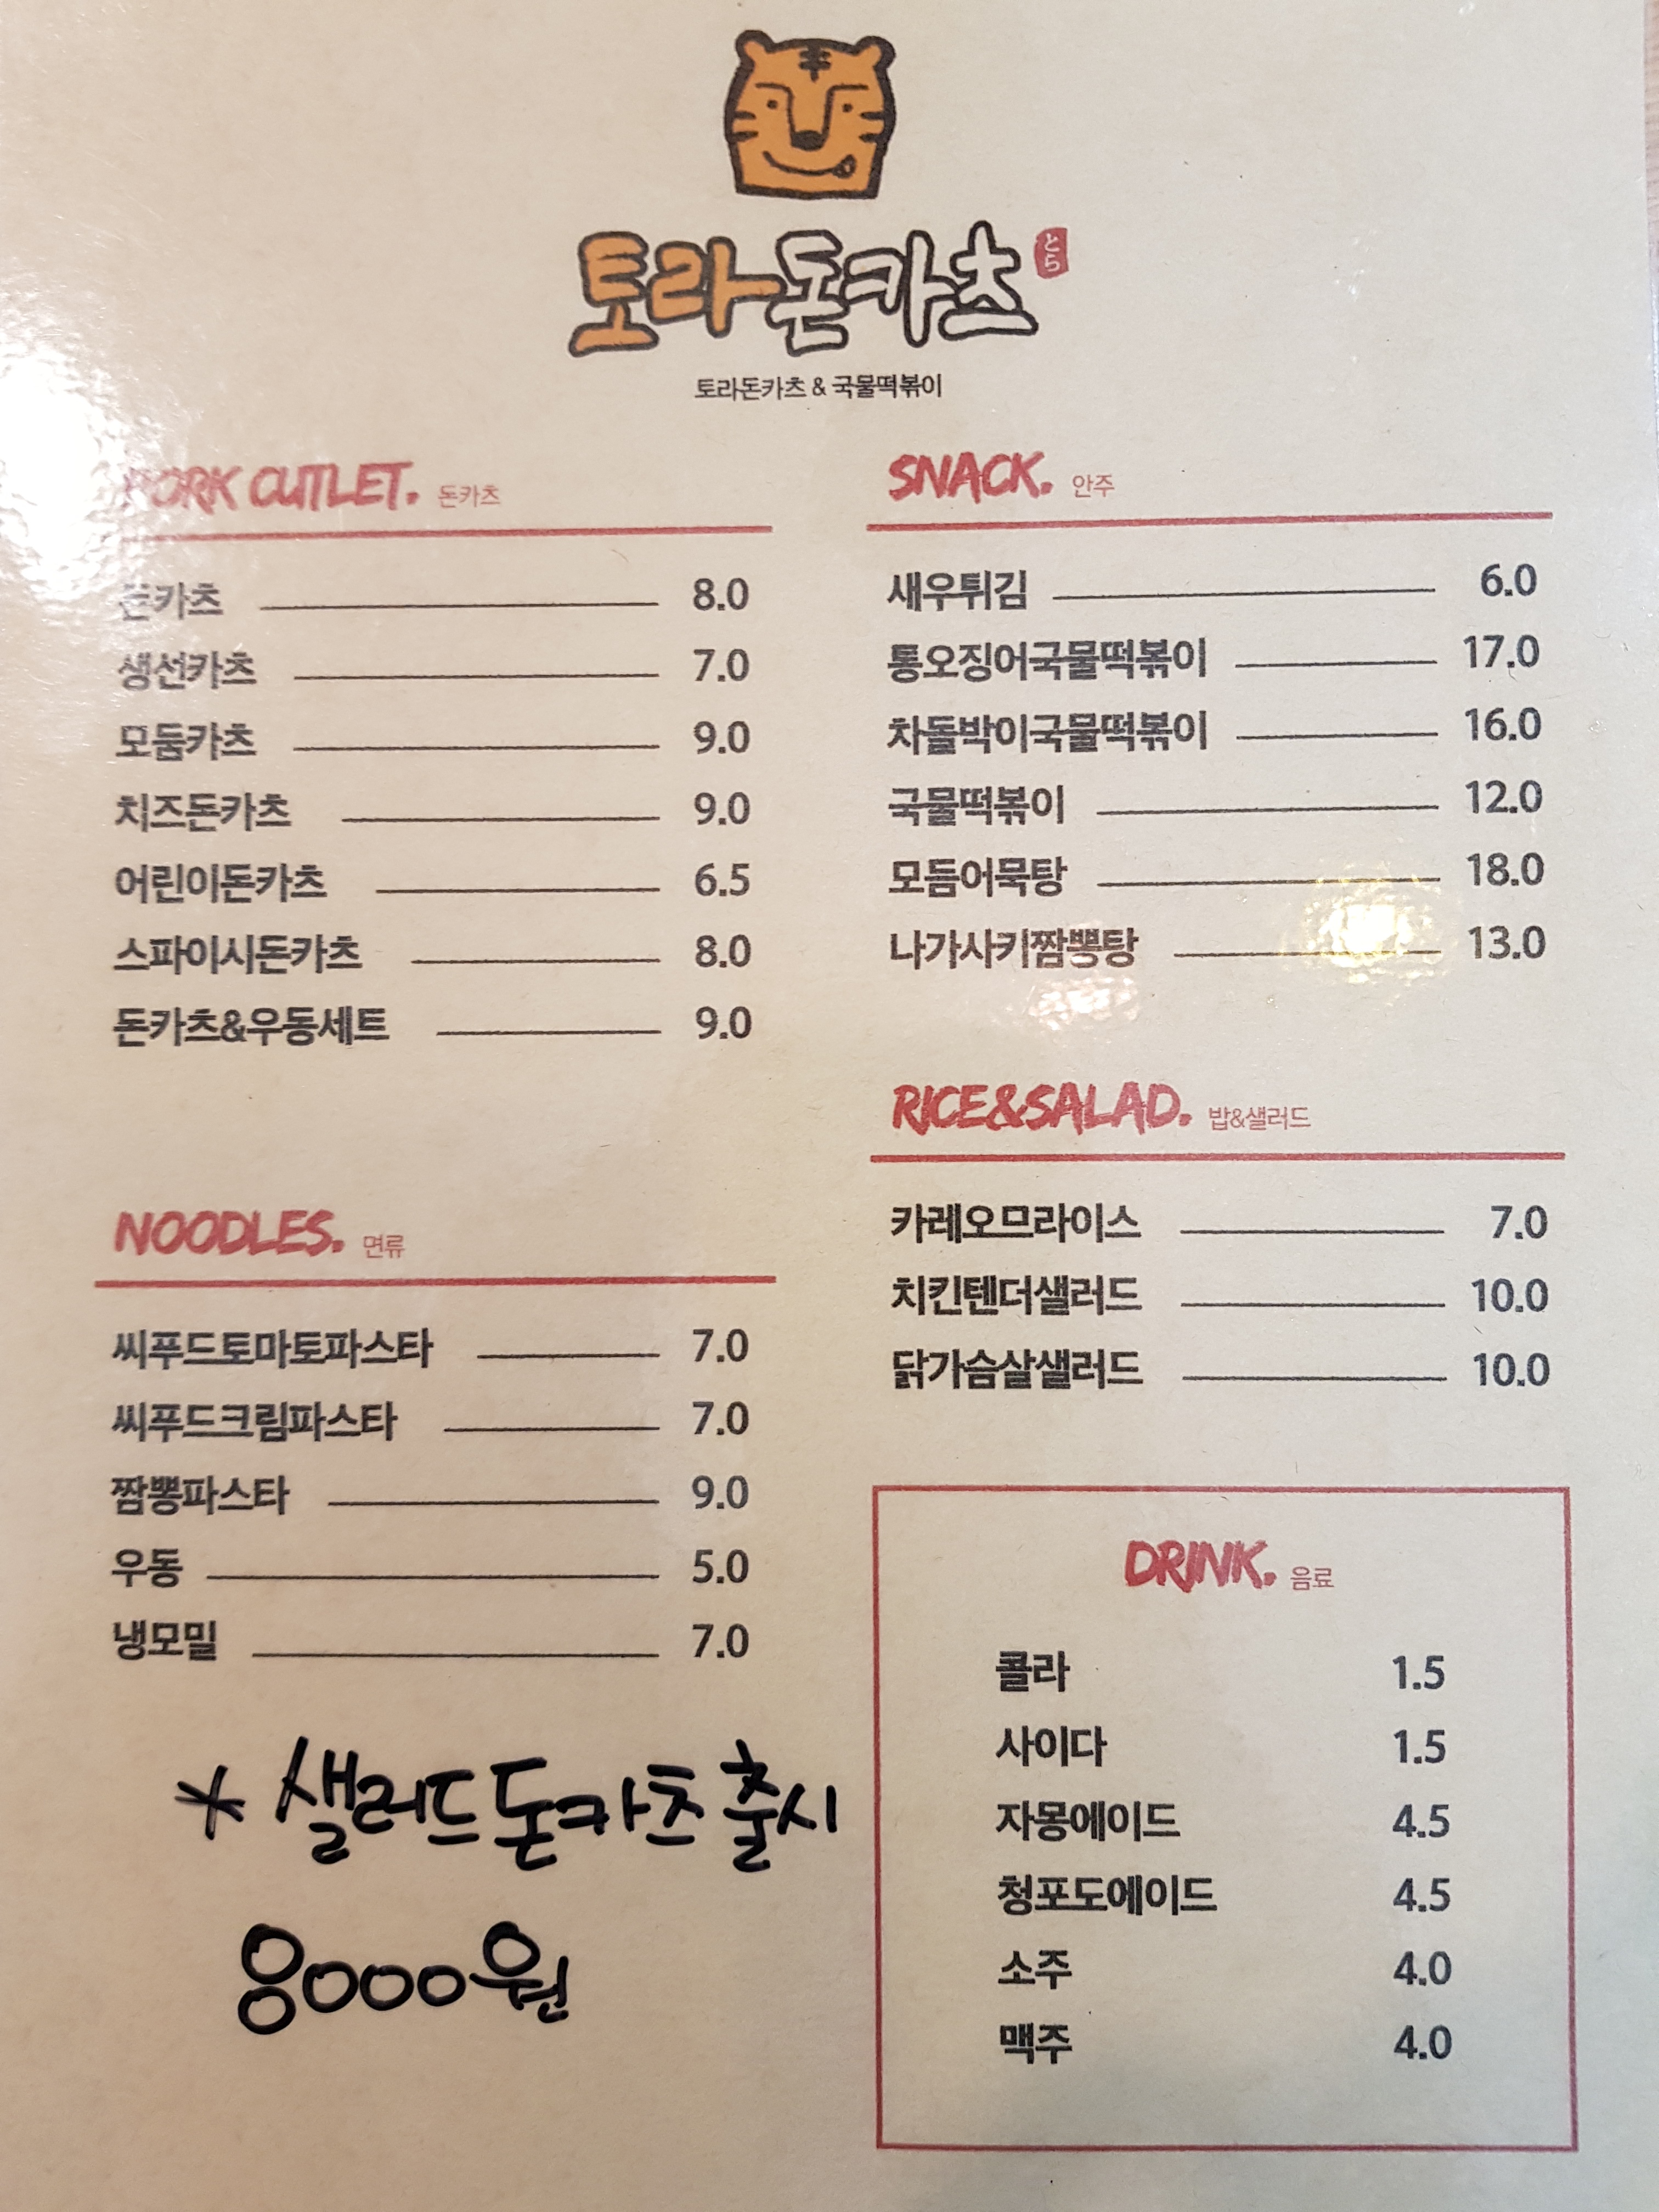 토라돈카츠 とら
토라돈카츠 & 국물떡볶이
PORK CUTLET. 돈카츠
돈카츠 8.0
생선카츠 7.0
모둠카츠 9.0
치즈돈카츠 9.0
어린이돈카츠 6.5
스파이시돈카츠 8.0
돈카츠&우동세트 9.0
NOODLES. 면류
씨푸드토마토파스타 7.0
씨푸드크림파스타 7.0
짬뽕파스타 9.0
우동 5.0
냉모밀 7.0
* 샐러드돈카츠 출시
8000원
SNACK. 안주
새우튀김 6.0
통오징어국물떡볶이 17.0
차돌박이국물떡볶이 16.0
국물떡볶이 12.0
모듬어묵탕 18.0
나가사키짬뽕탕 13.0
RICE&SALAD. 밥&샐러드
카레오므라이스 7.0
치킨텐더샐러드 10.0
닭가슴살샐러드 10.0
DRINK. 음료
콜라 1.5
사이다 1.5
자몽에이드 4.5
청포도에이드 4.5
소주 4.0
맥주 4.0